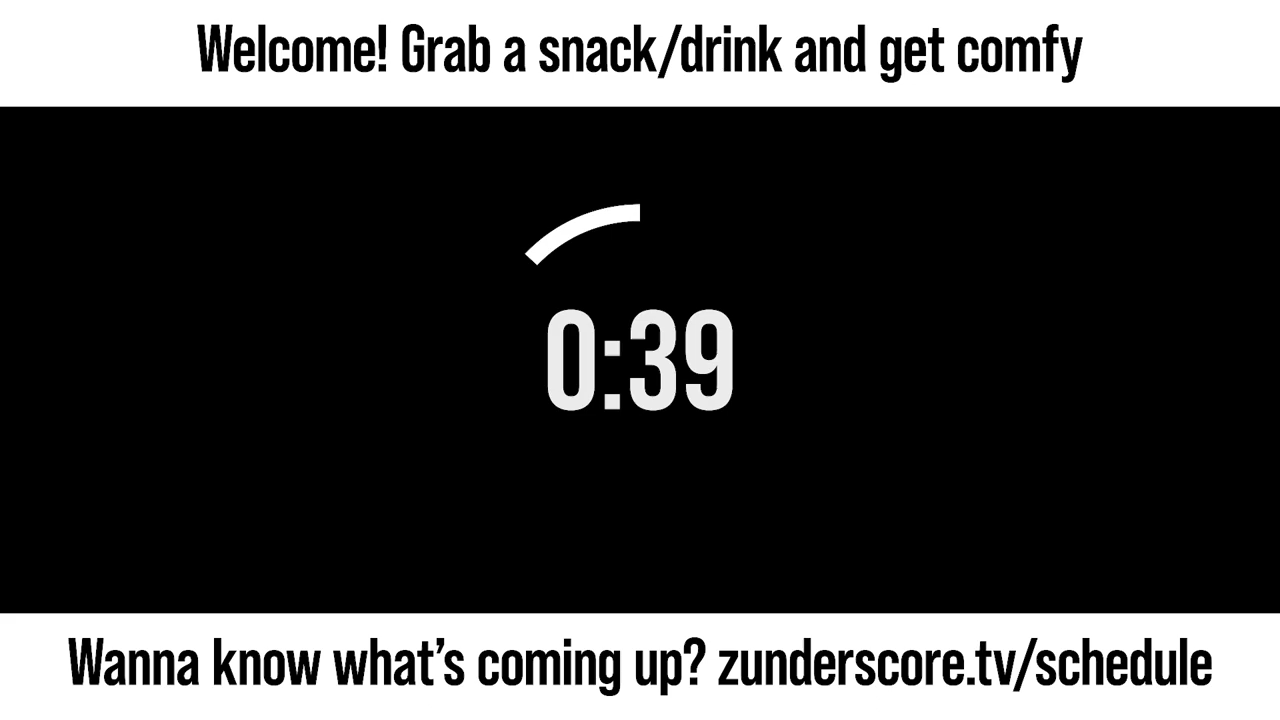 Welcome! Grab a snack/drink and get comfy
0:39
Wanna know what’s coming up? zunderscore.tv/schedule